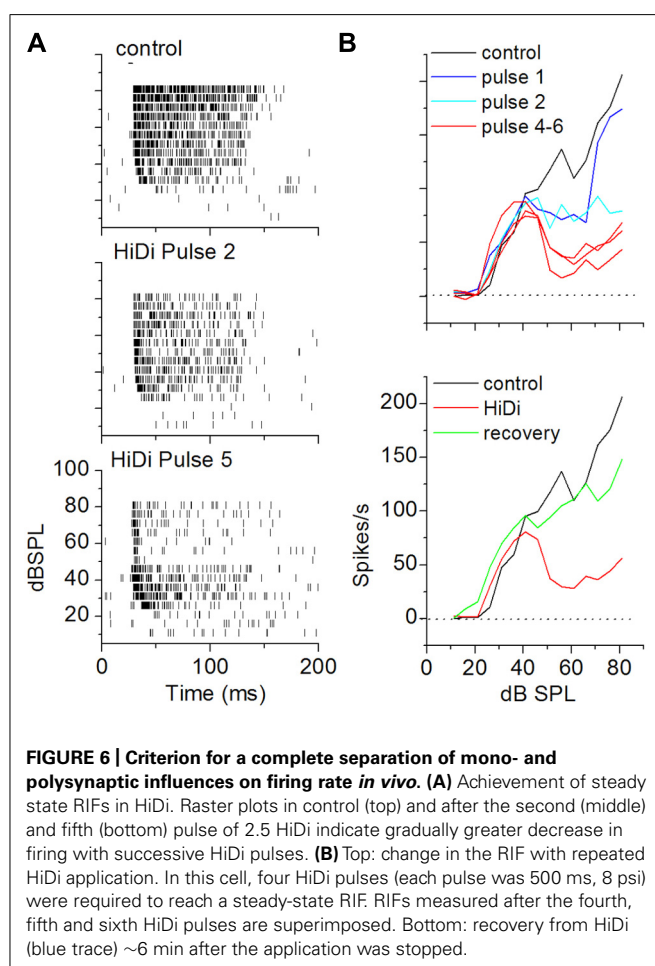 A
control
HiDi Pulse 2
HiDi Pulse 5
100
80
60
40
20
dBSPL
0
100
200
Time (ms)
B
control
pulse 1
pulse 2
pulse 4-6
control
HiDi
recovery
200
150
100
50
0
Spikes/s
0
20
40
60
80
dB SPL
FIGURE 6 | Criterion for a complete separation of mono- and
polysynaptic influences on firing rate in vivo. (A) Achievement of steady
state RIFs in HiDi. Raster plots in control (top) and after the second (middle)
and fifth (bottom) pulse of 2.5 HiDi indicate gradually greater decrease in
firing with successive HiDi pulses. (B) Top: change in the RIF with repeated
HiDi application. In this cell, four HiDi pulses (each pulse was 500 ms, 8 psi)
were required to reach a steady-state RIF. RIFs measured after the fourth,
fifth and sixth HiDi pulses are superimposed. Bottom: recovery from HiDi
(blue trace) ~6 min after the application was stopped.